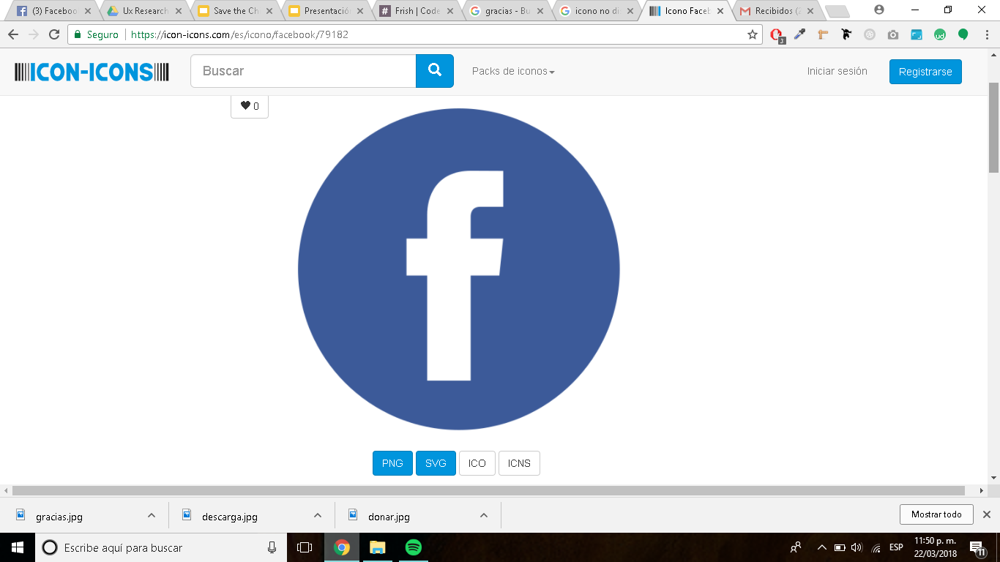 (3) Faceboo
Ux Research
Save the Ch
Presentació
Frish | Code
gracias - Bu
icono no d
Icono Faceb
Recibidos (
Seguro
https://icon-icons.com/es/icono/facebook/79182
3
ud
ICON-ICONS
Buscar
Packs de iconos
Iniciar sesión
Registrarse
0
f
PNG
SVG
ICO
ICNS
gracias.jpg
descarga.jpg
donar.jpg
Mostrar todo
Escribe aquí para buscar
ESP
11:50 p. m.
22/03/2018
11